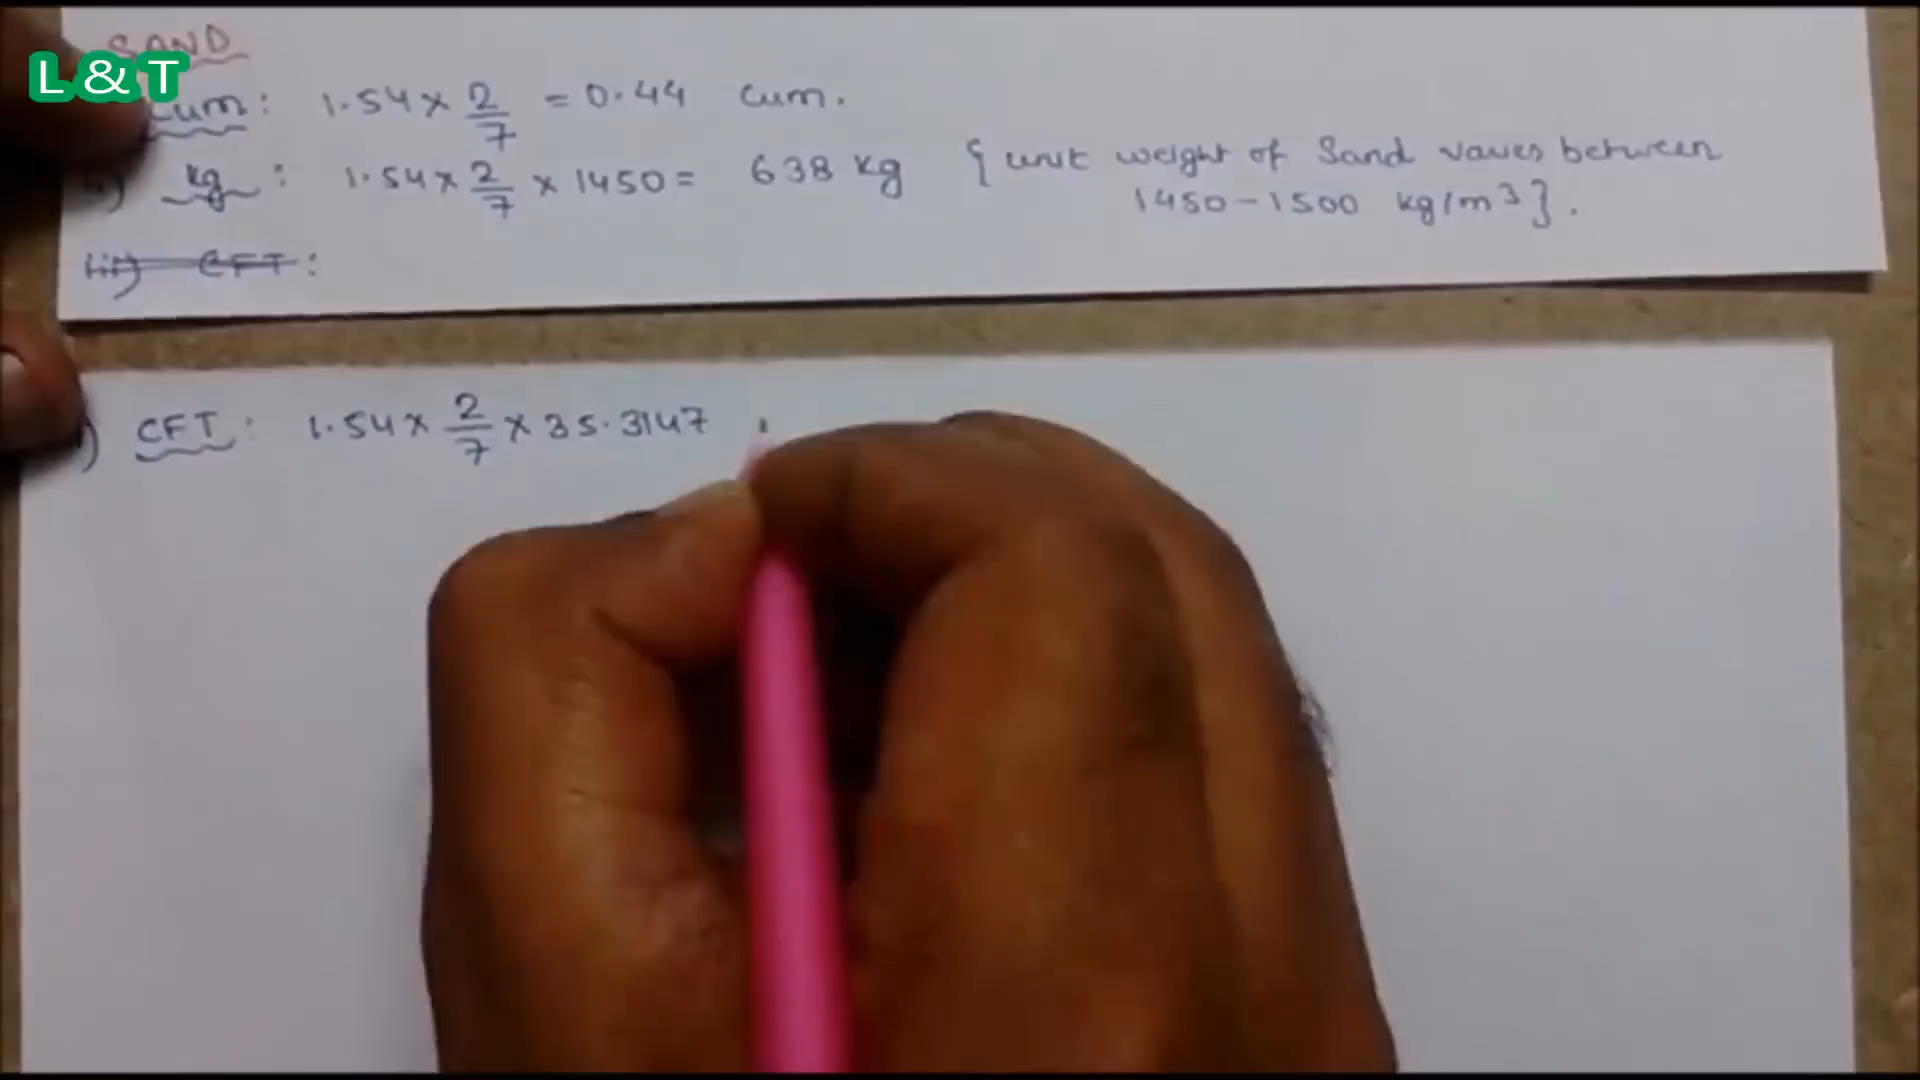 SAND
L&T
Cum: 1.54 × 2/7 = 0.44 Cum.
kg: 1.54 × 2/7 × 1450 = 638 kg { unit weight of Sand varies between
1450-1500 kg/m³}.
iii) CFT:
) CFT: 1.54 × 2/7 × 35.3147